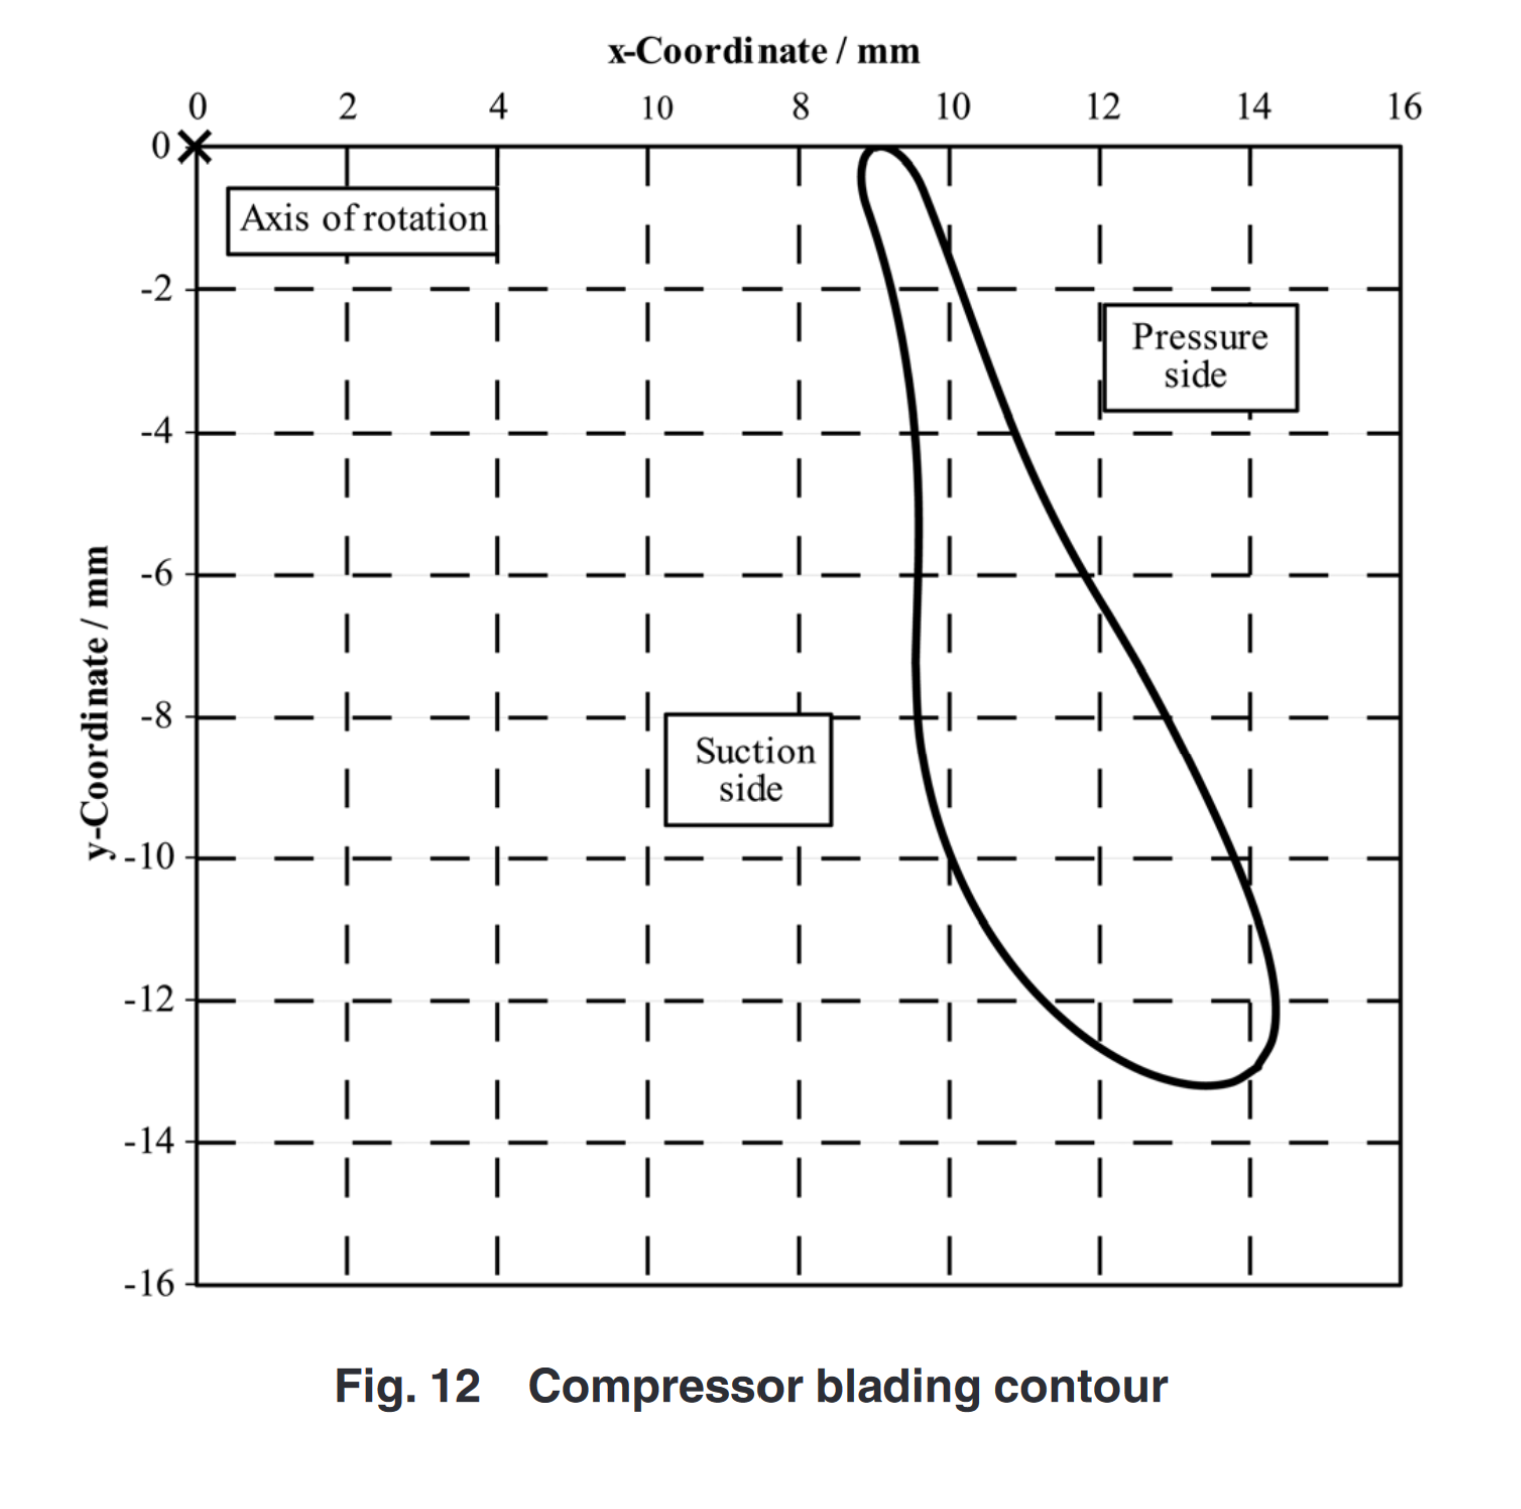 x-Coordinate / mm
0 2 4 10 8 10 12 14 16
0
Axis of rotation
-2
Pressure
side
-4
-6
y-Coordinate / mm
-8
Suction
side
-10
-12
-14
-16
Fig. 12 Compressor blading contour